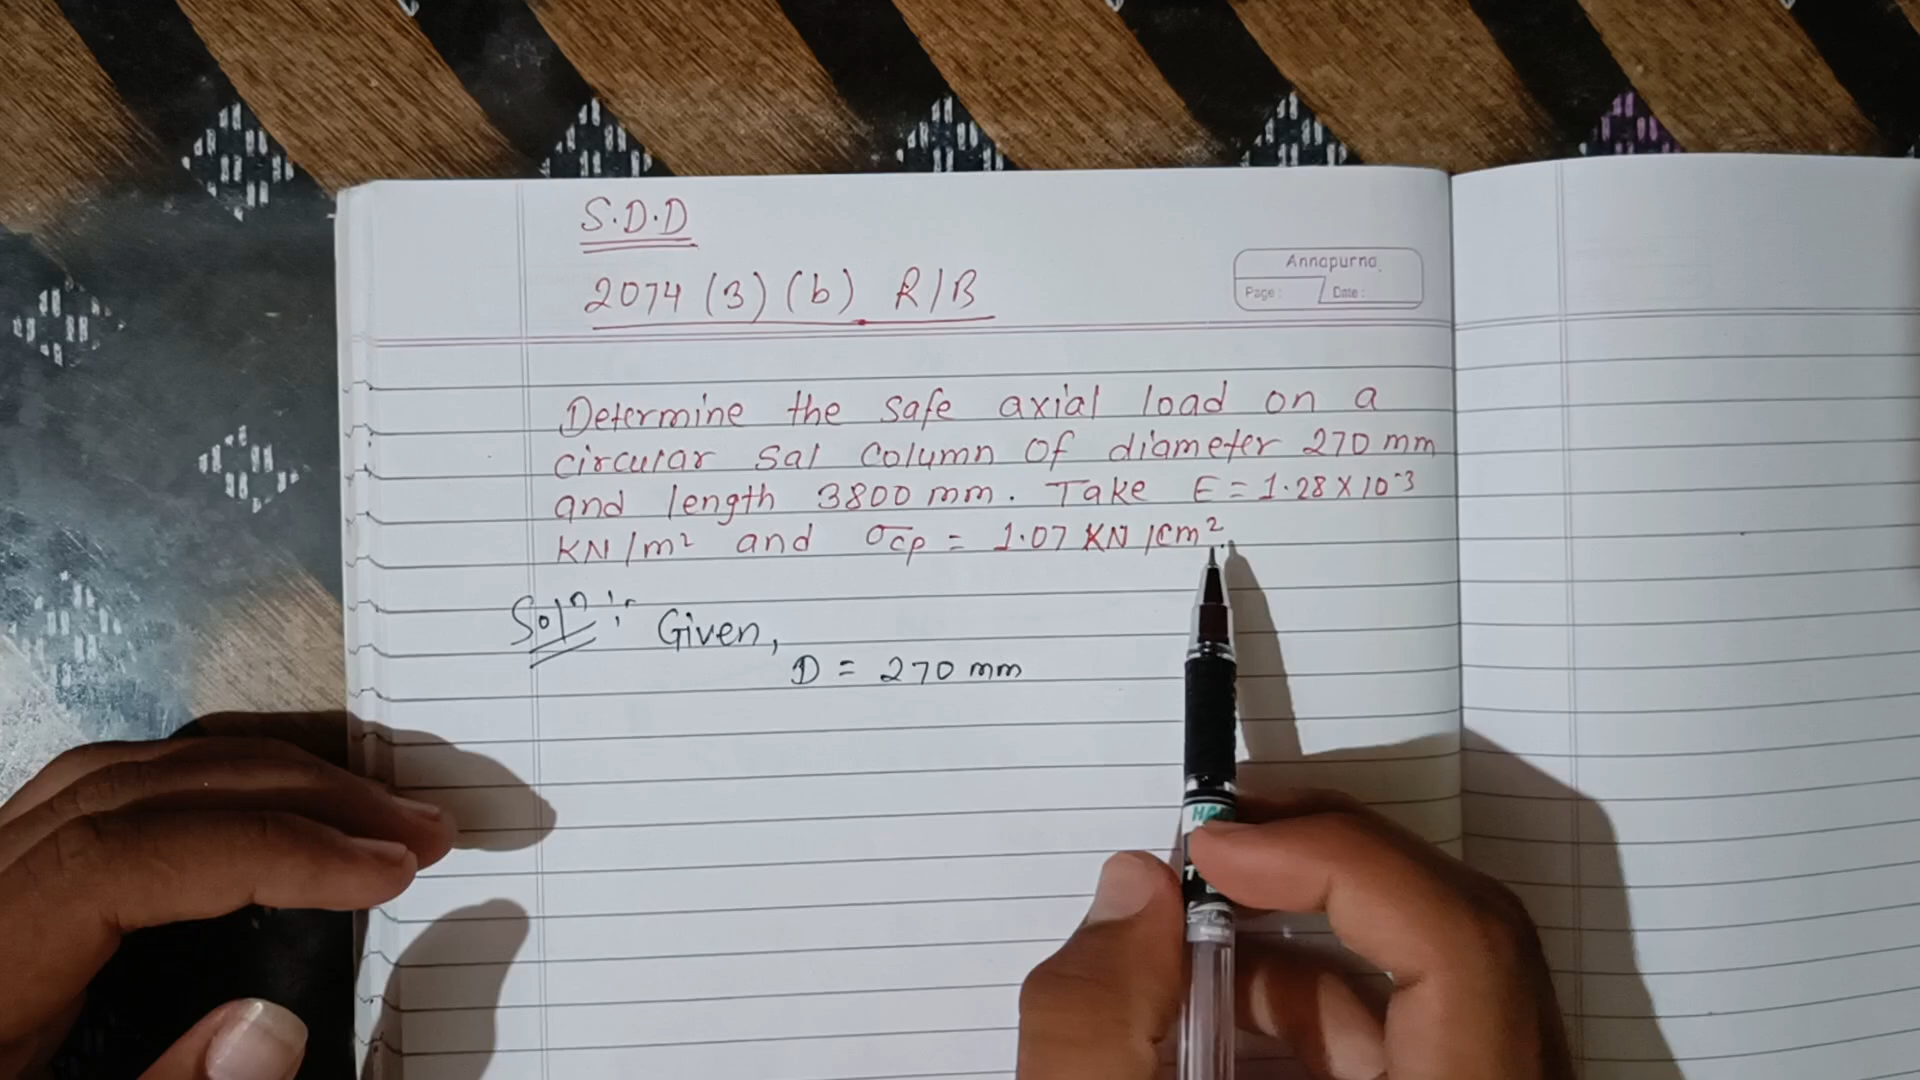 S.D.D
2074 (3) (b) R/B
Annapurna
Page : Date :
Determine the safe axial load on a
circular sal column of diameter 270 mm
and length 3800 mm. Take E = 1.28 X 10-3
KN/m² and σcp = 1.07 KN/cm².
Soln :- Given,
D = 270 mm